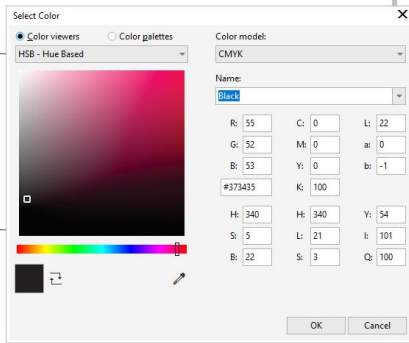 Select Color
Color viewers Color palettes Color model:
HSB - Hue Based CMYK
Name:
Black
R: 55 C: 0 L: 22
G: 52 M: 0 a: 0
B: 53 Y: 0 b: -1
#373435 K: 100
H: 340 H: 340 Y: 54
S: 5 L: 21 I: 101
B: 22 S: 3 Q: 100
OK Cancel